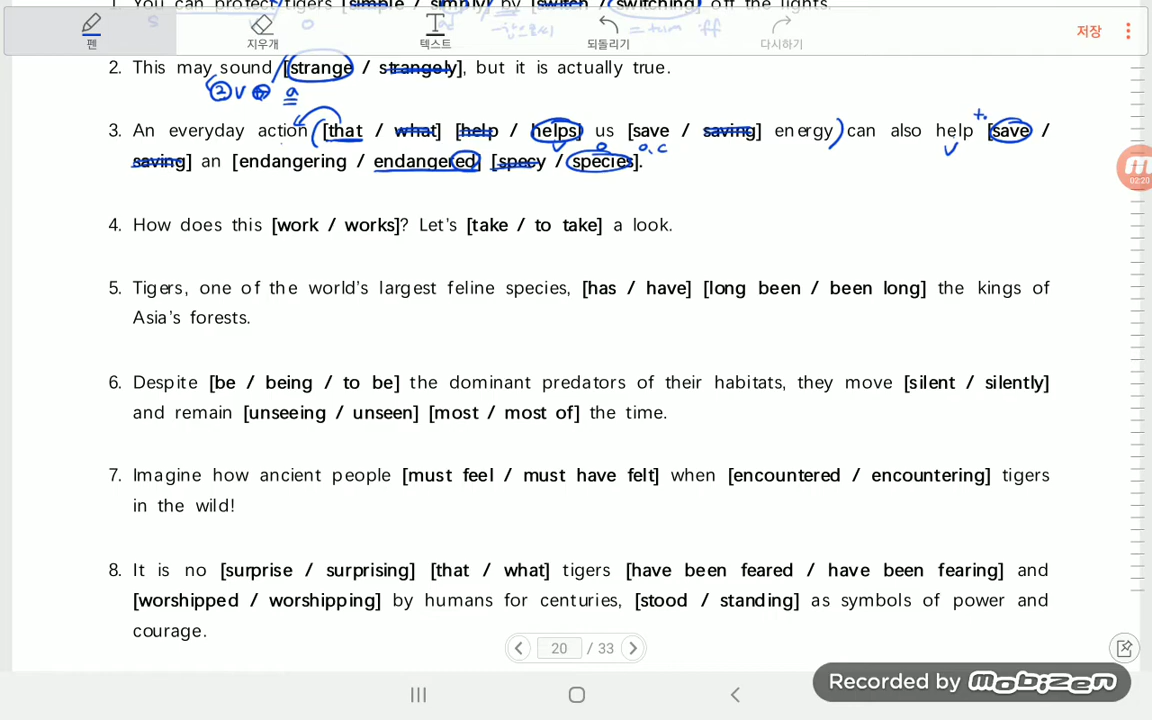 1. You can protect tigers [simple / simply] by [switch / switching] off the lights.
S V O -함으로써 = turn off
펜 지우개 텍스트 되돌리기 다시하기 저장
2. This may sound [strange / strangely], but it is actually true.
② V a
3. An everyday action [that / what] [help / helps] us [save / saving] energy can also help [save /
V O O.C V
saving] an [endangering / endangered] [specy / species].
02:20
4. How does this [work / works]? Let's [take / to take] a look.
5. Tigers, one of the world's largest feline species, [has / have] [long been / been long] the kings of
Asia's forests.
6. Despite [be / being / to be] the dominant predators of their habitats, they move [silent / silently]
and remain [unseeing / unseen] [most / most of] the time.
7. Imagine how ancient people [must feel / must have felt] when [encountered / encountering] tigers
in the wild!
8. It is no [surprise / surprising] [that / what] tigers [have been feared / have been fearing] and
[worshipped / worshipping] by humans for centuries, [stood / standing] as symbols of power and
courage.
20 / 33
Recorded by mobizen